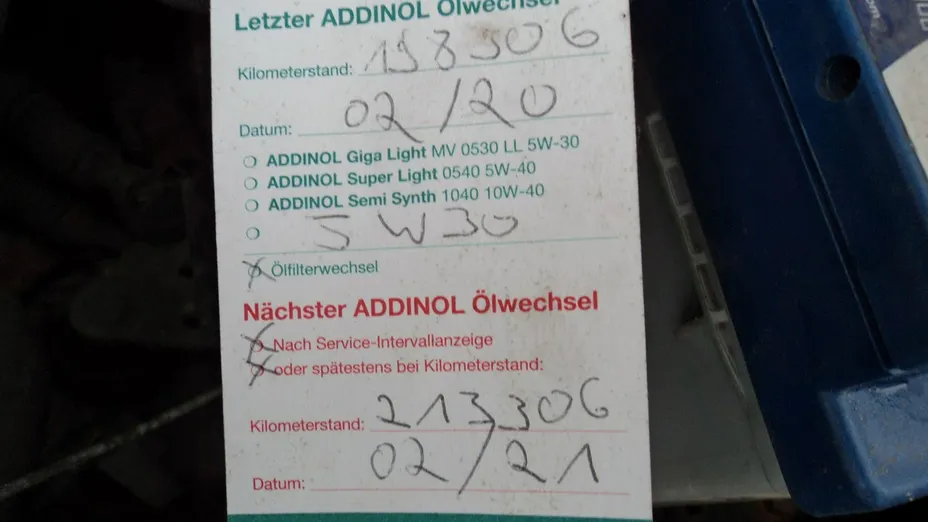 Letzter ADDINOL Ölwechsel
Kilometerstand: 198306
Datum: 02/20
ADDINOL Giga Light MV 0530 LL 5W-30
ADDINOL Super Light 0540 5W-40
ADDINOL Semi Synth 1040 10W-40
5W30
Ölfilterwechsel
Nächster ADDINOL Ölwechsel
Nach Service-Intervallanzeige
oder spätestens bei Kilometerstand:
Kilometerstand: 213306
Datum: 02/21